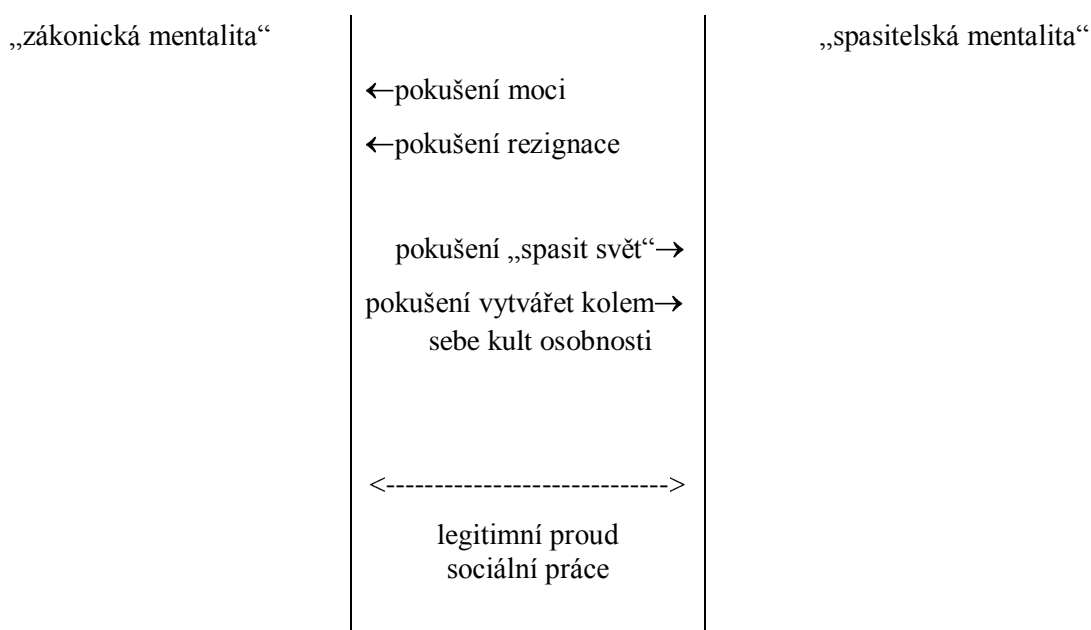 „zákonická mentalita“
„spasitelská mentalita“
←pokušení moci
←pokušení rezignace
pokušení „spasit svět“→
pokušení vytvářet kolem→
sebe kult osobnosti
<----------------------------->
legitimní proud
sociální práce